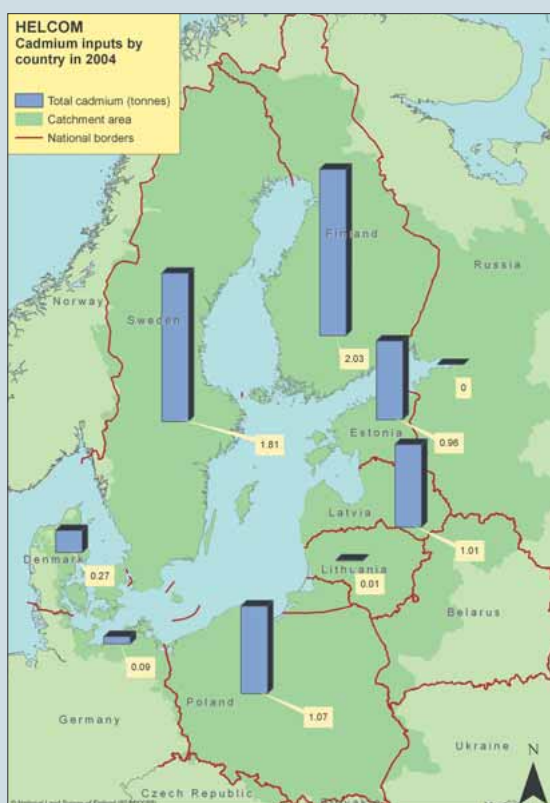 HELCOM
Cadmium inputs by
country in 2004
Total cadmium (tonnes)
Catchment area
National borders
Finland
Russia
Norway
Sweden
2.03
0
1.81
Estonia
0.96
Latvia
1.01
Denmark
0.27
Lithuania
0.01
Belarus
0.09
Poland
1.07
Germany
Ukraine
N
Czech Republic